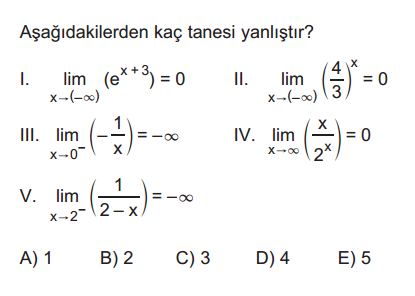 Aşağıdakilerden kaç tanesi yanlıştır?
I. lim x→(−∞) (e^(x + 3)) = 0 II. lim x→(−∞) (4/3)^x = 0
III. lim x→0⁻ (−1/x) = −∞ IV. lim x→∞ (x/2^x) = 0
V. lim x→2⁻ (1/(2 − x)) = −∞
A) 1 B) 2 C) 3 D) 4 E) 5